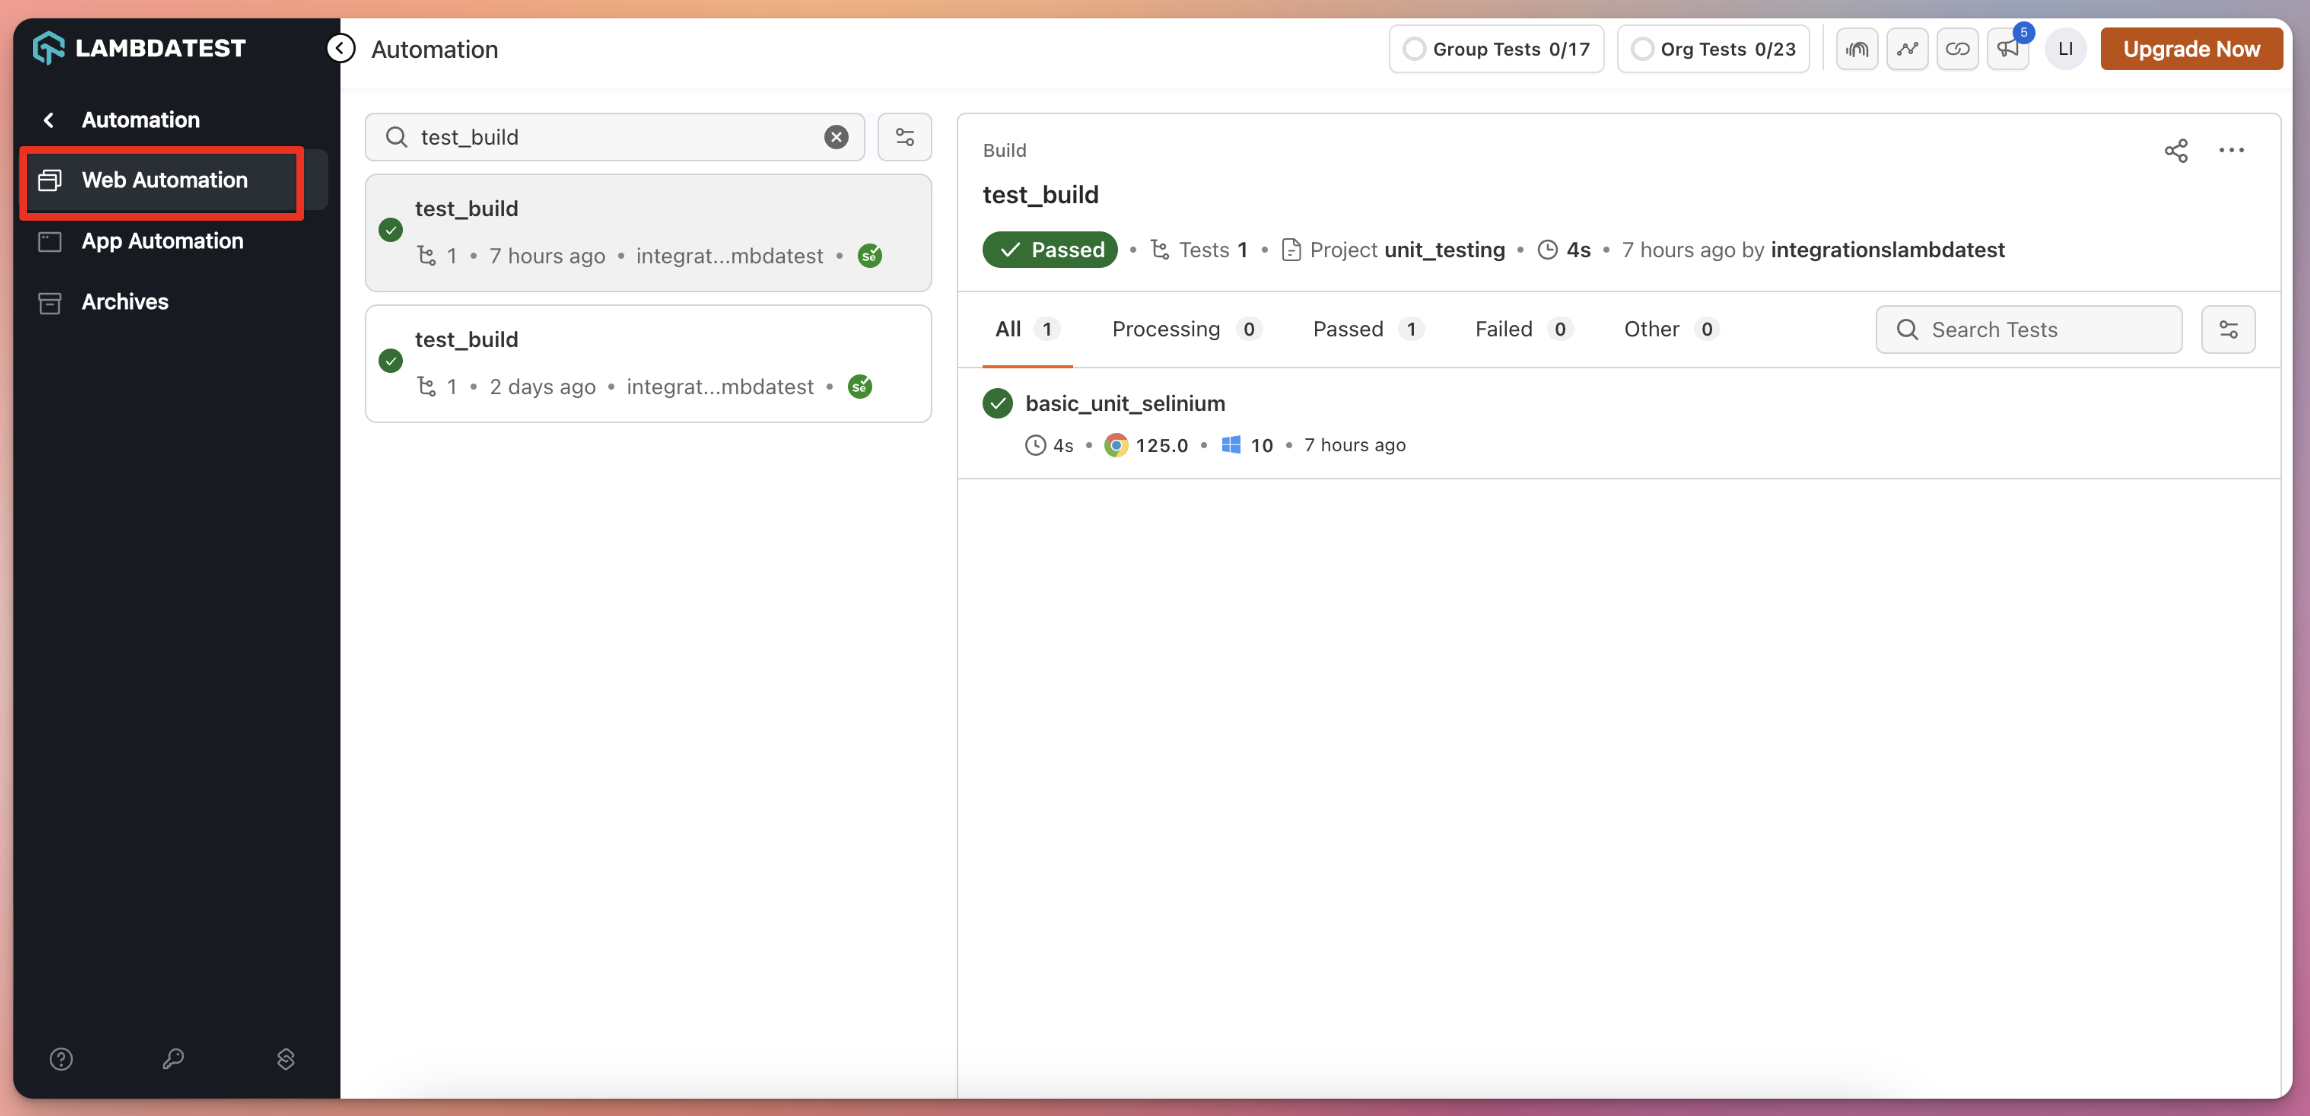 LAMBDATEST
Automation
Web Automation
App Automation
Archives
Automation
Group Tests 0/17
Org Tests 0/23
5
LI
Upgrade Now
test_build
test_build
1 • 7 hours ago • integrat...mbdatest • Se
test_build
1 • 2 days ago • integrat...mbdatest • Se
Build
test_build
Passed • Tests 1 • Project unit_testing • 4s • 7 hours ago by integrationslambdatest
All 1 Processing 0 Passed 1 Failed 0 Other 0 Search Tests
basic_unit_selinium
4s • 125.0 • 10 • 7 hours ago